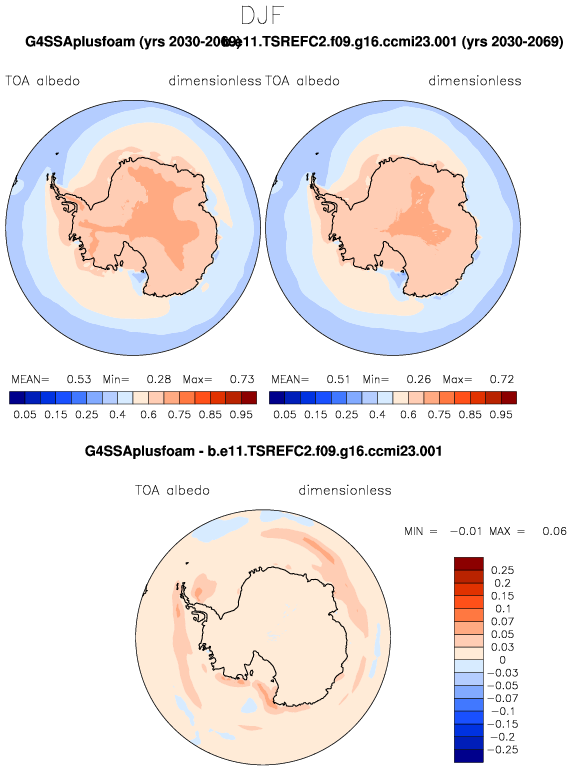 DJF
G4SSAplusfoam (yrs 2030-2069) b.e11.TSREFC2.f09.g16.ccmi23.001 (yrs 2030-2069)
TOA albedo dimensionless TOA albedo dimensionless
MEAN= 0.53 Min= 0.28 Max= 0.73 MEAN= 0.51 Min= 0.26 Max= 0.72
0.05 0.15 0.25 0.4 0.6 0.75 0.85 0.95 0.05 0.15 0.25 0.4 0.6 0.75 0.85 0.95
G4SSAplusfoam - b.e11.TSREFC2.f09.g16.ccmi23.001
TOA albedo dimensionless
MIN = -0.01 MAX = 0.06
0.25
0.2
0.15
0.1
0.07
0.05
0.03
0
-0.03
-0.05
-0.07
-0.1
-0.15
-0.2
-0.25